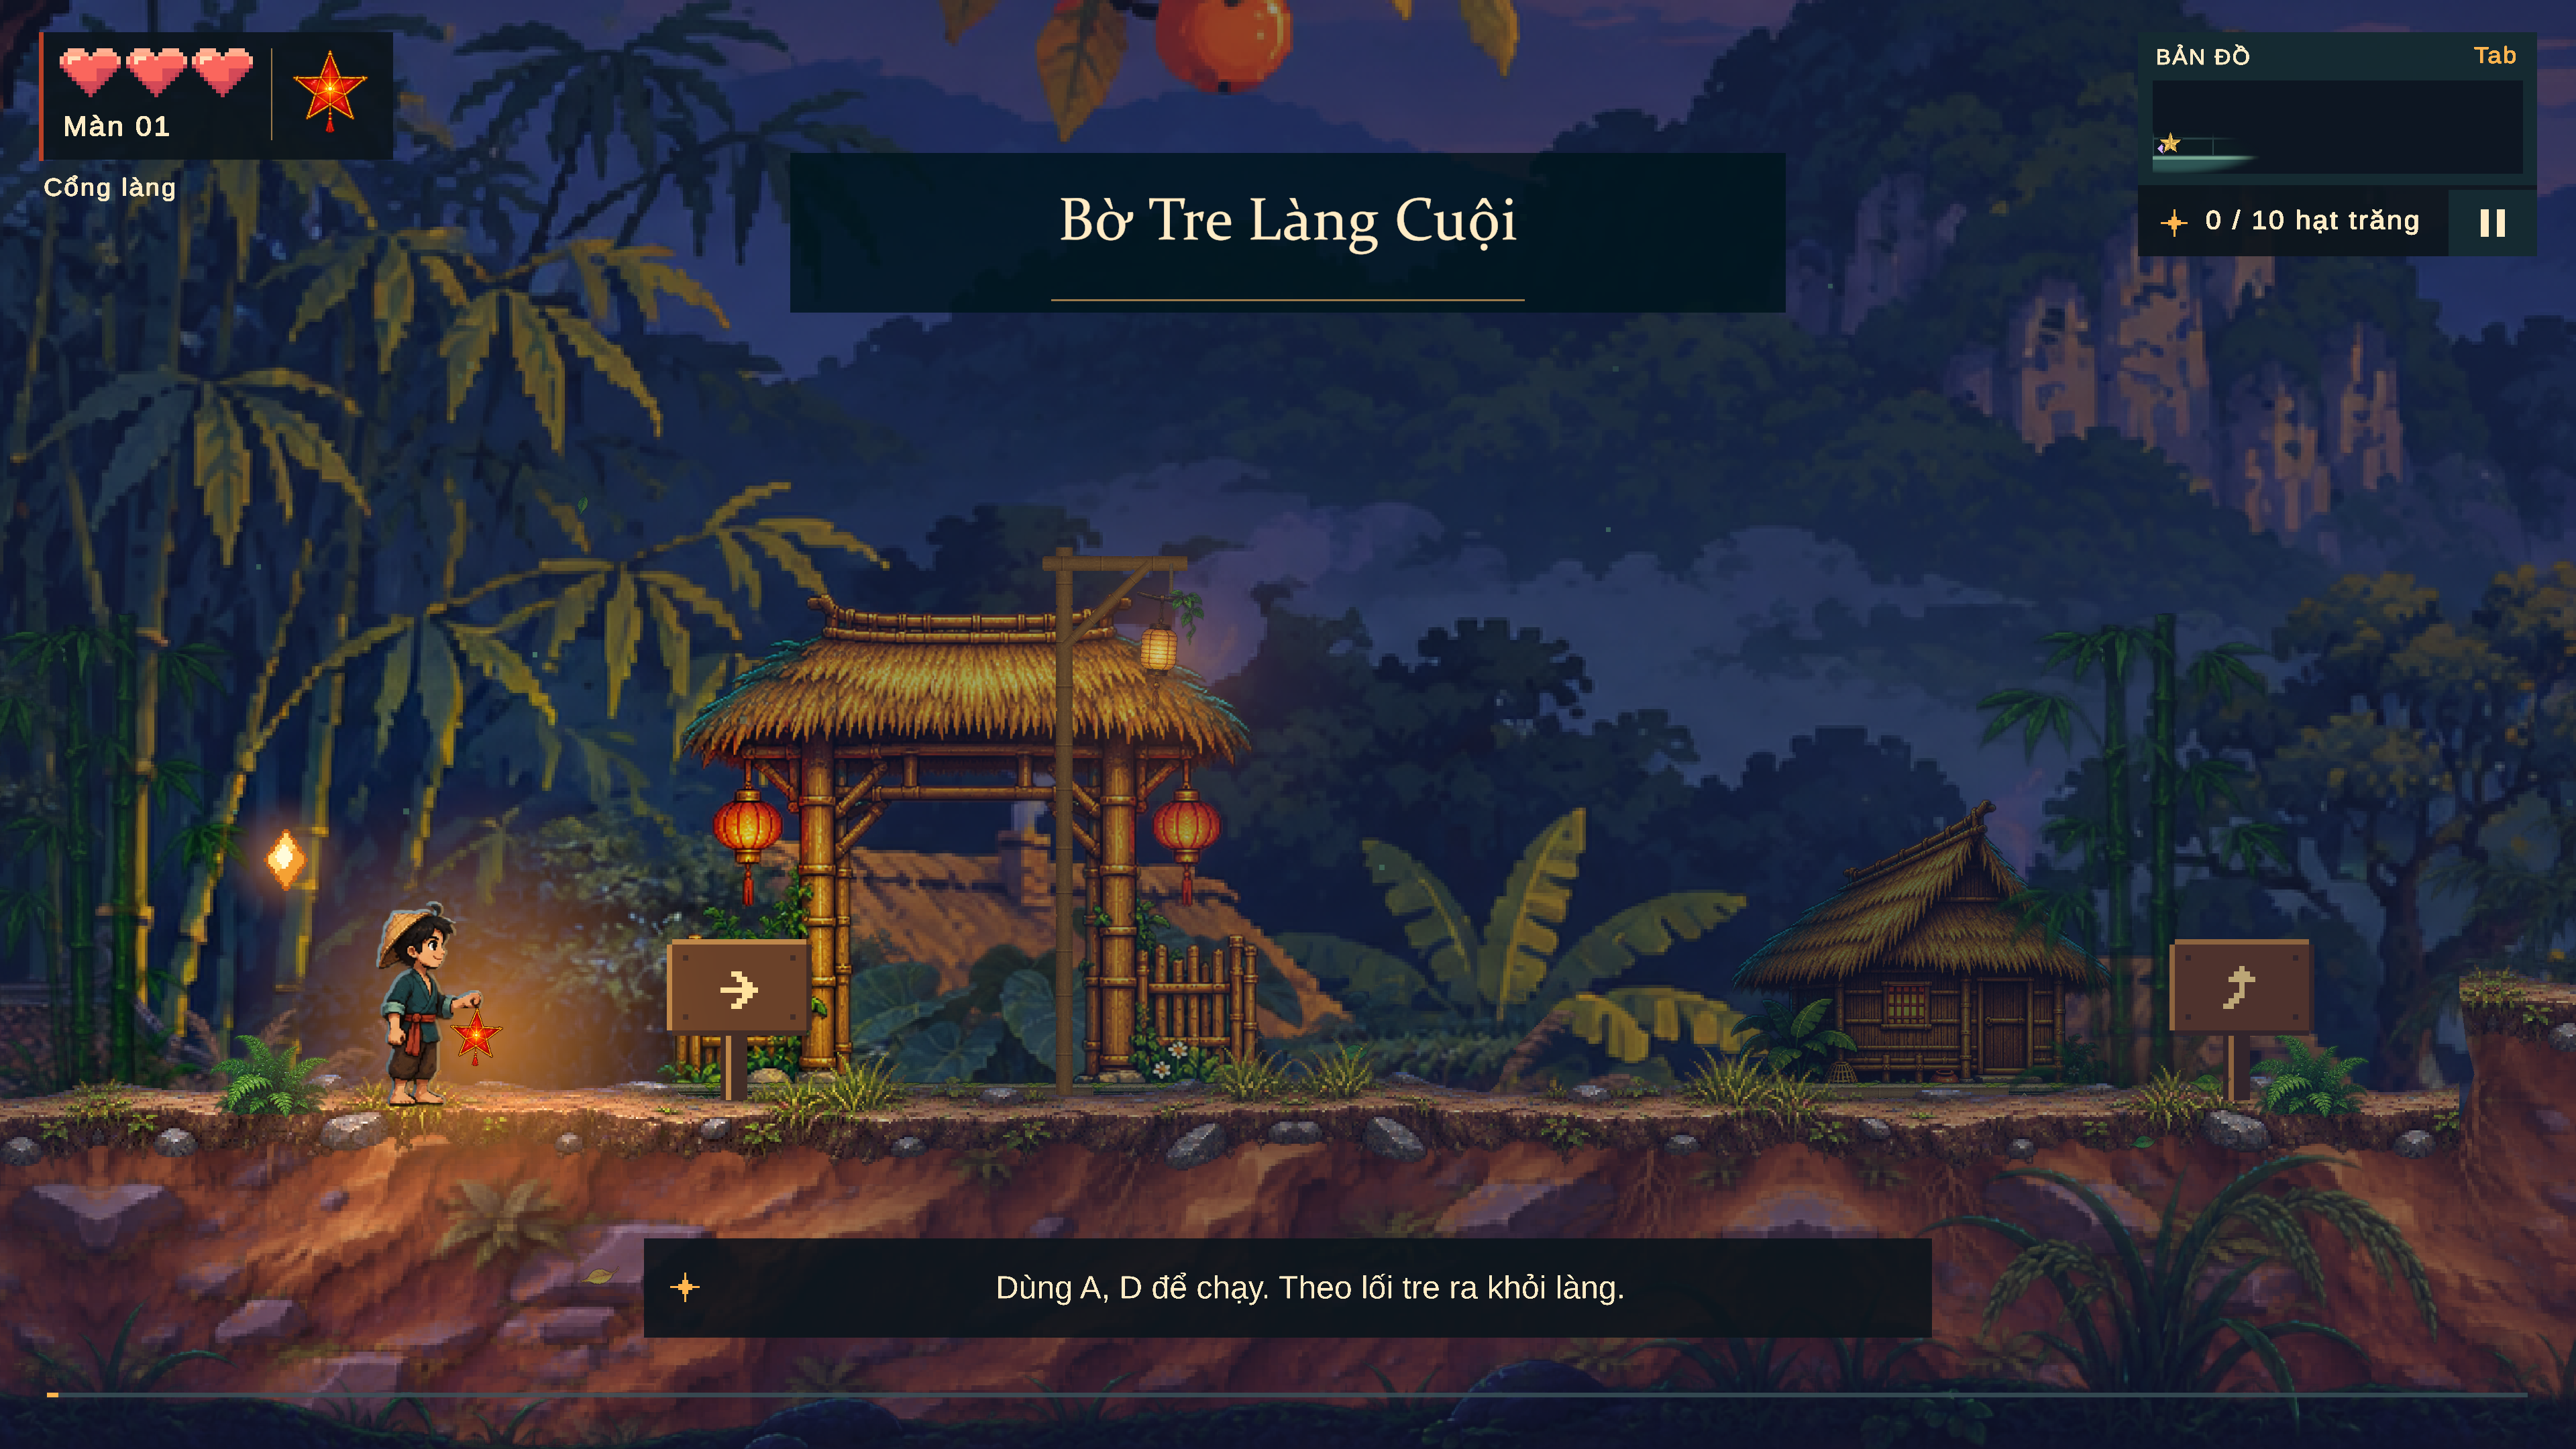 Màn 01
Cổng làng
Bờ Tre Làng Cuội
BẢN ĐỒ
Tab
0 / 10 hạt trăng
Dùng A, D để chạy. Theo lối tre ra khỏi làng.